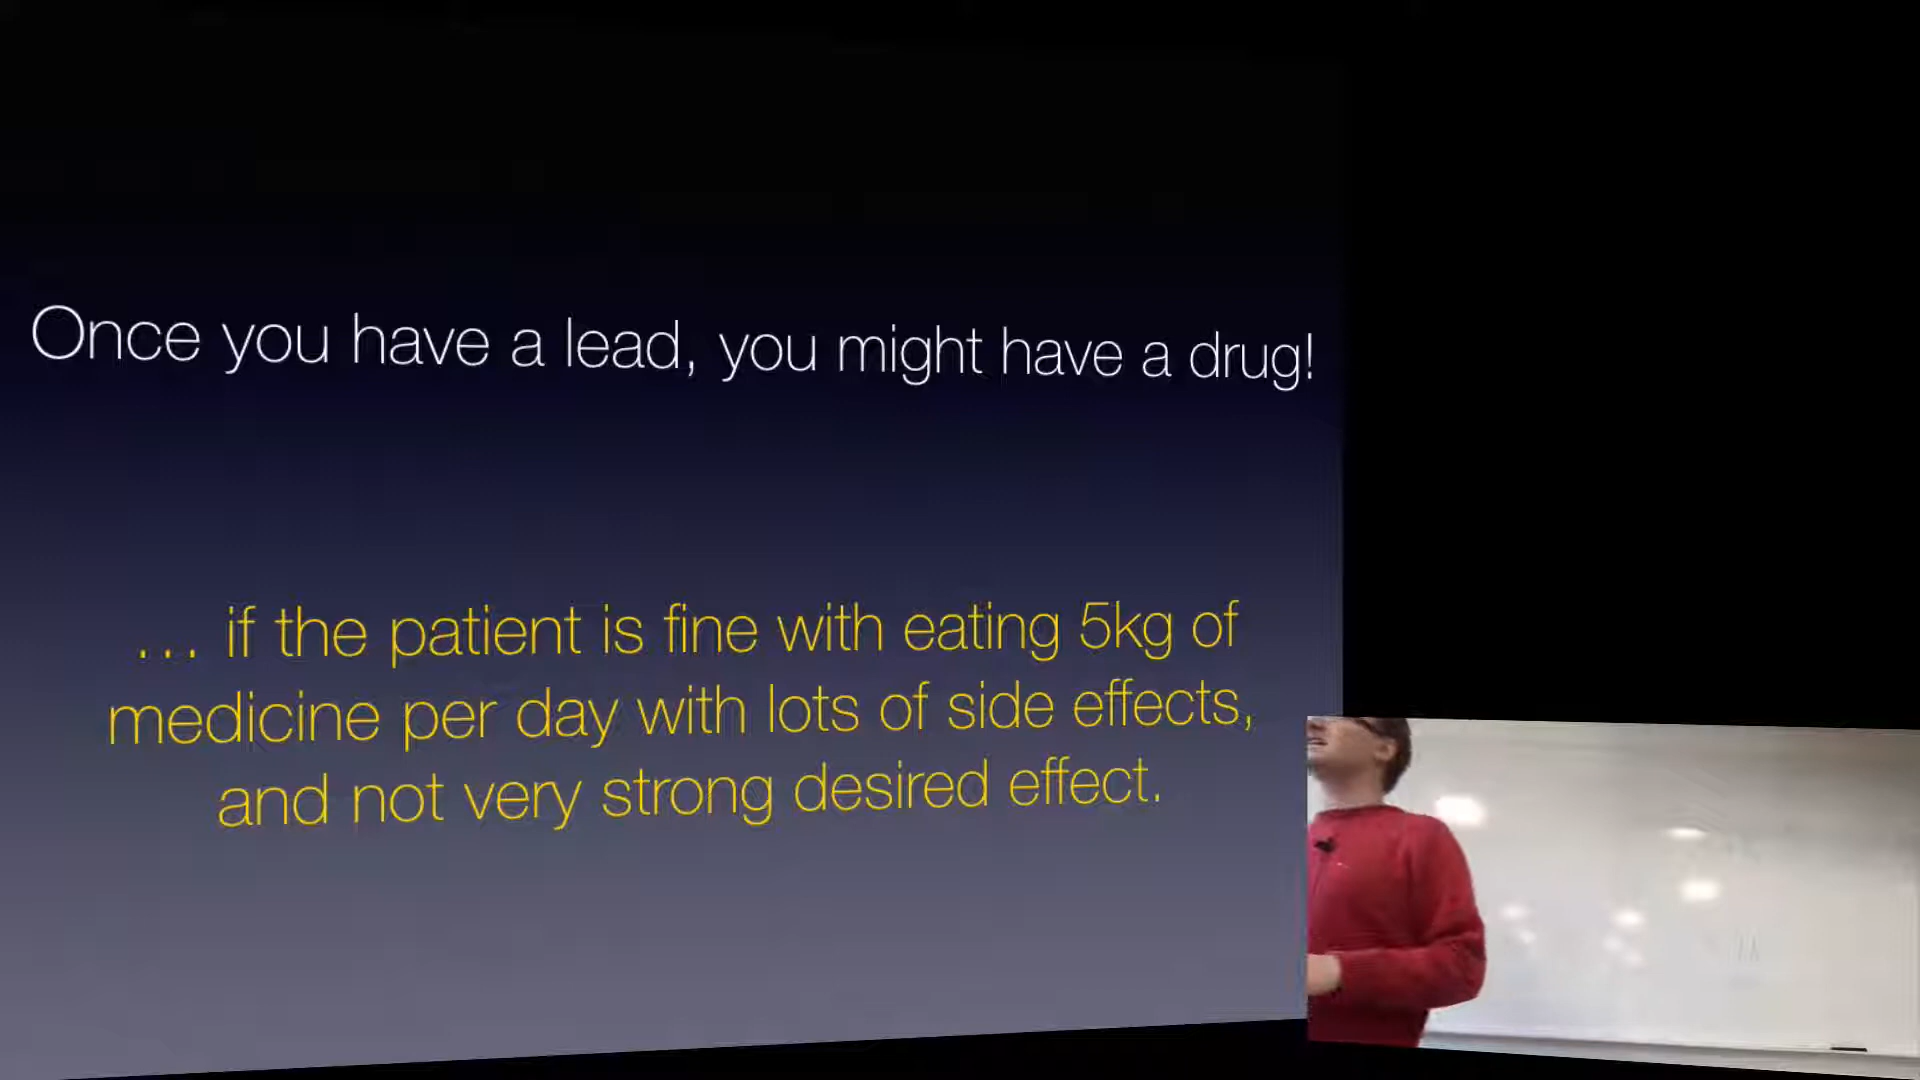 Once you have a lead, you might have a drug!
... if the patient is fine with eating 5kg of
medicine per day with lots of side effects,
and not very strong desired effect.